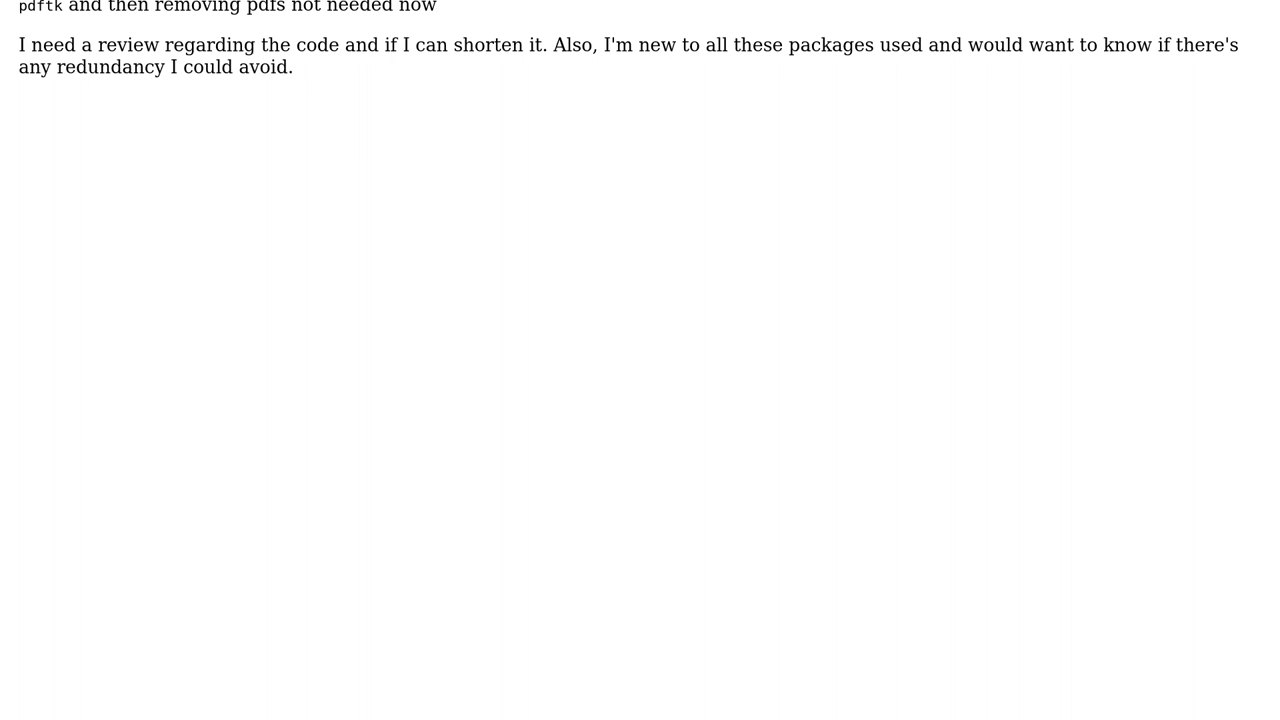 pdftk and then removing pdfs not needed now
I need a review regarding the code and if I can shorten it. Also, I'm new to all these packages used and would want to know if there's
any redundancy I could avoid.